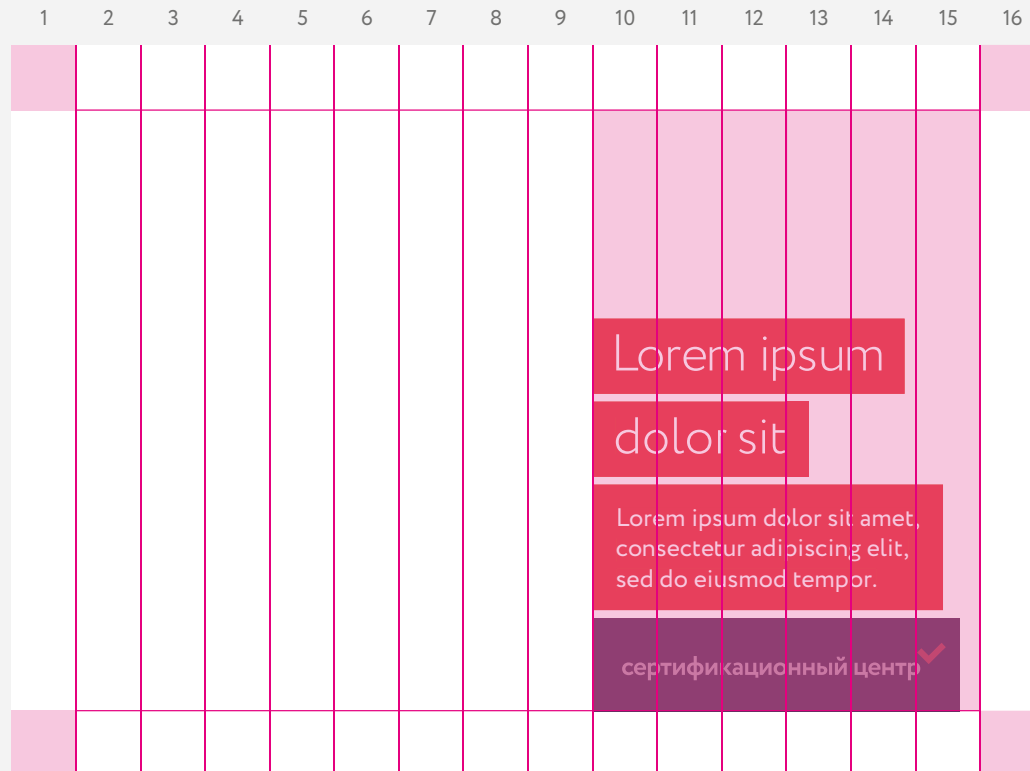 1 2 3 4 5 6 7 8 9 10 11 12 13 14 15 16
Lorem ipsum
dolor sit
Lorem ipsum dolor sit amet,
consectetur adipiscing elit,
sed do eiusmod tempor.
сертификационный центр